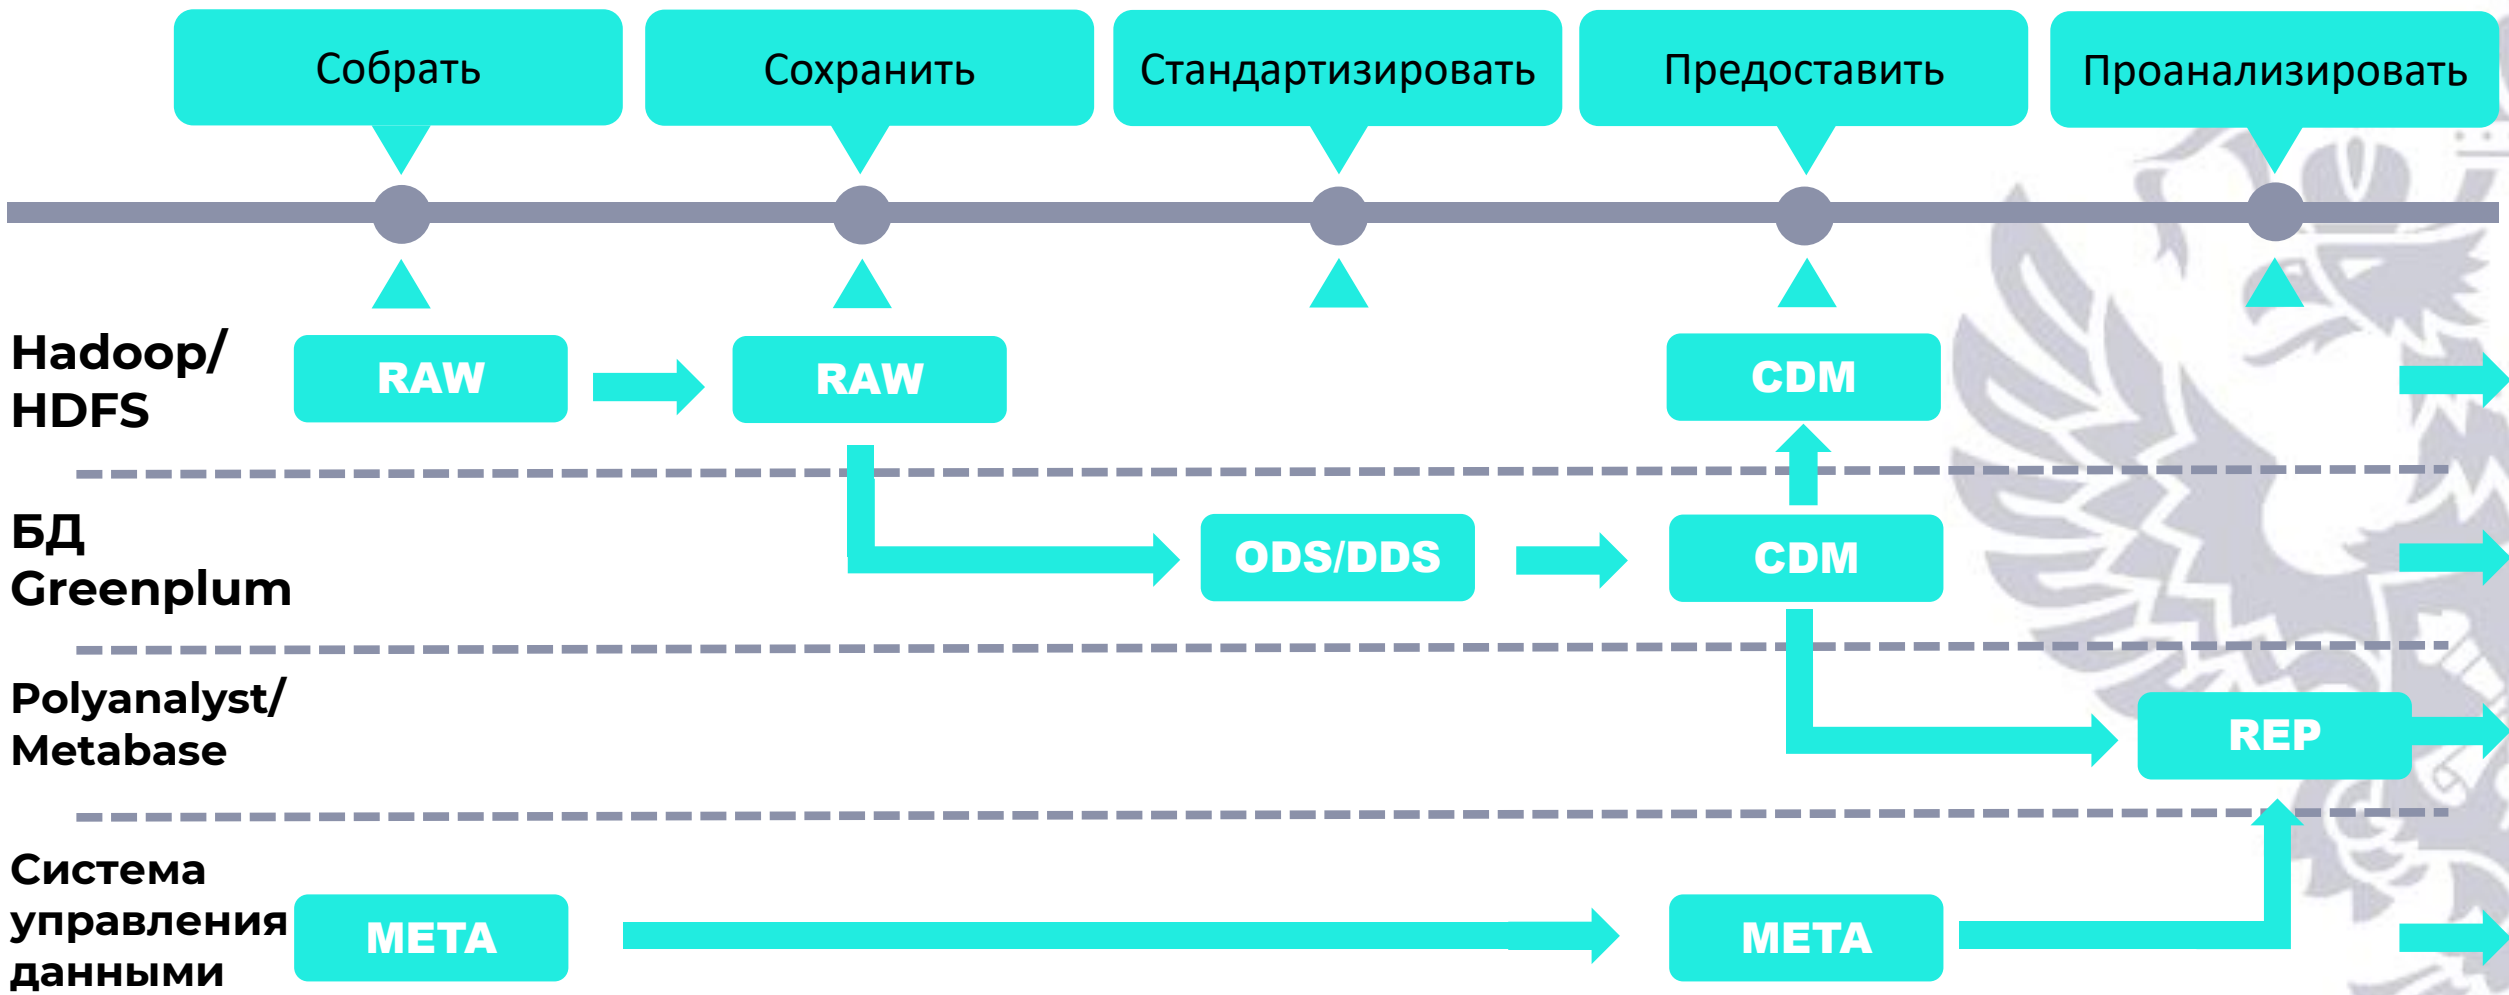 Собрать
Сохранить
Стандартизировать
Предоставить
Проанализировать
Hadoop/
HDFS
RAW
RAW
CDM
БД
Greenplum
ODS/DDS
CDM
Polyanalyst/
Metabase
REP
Система
управления
данными
META
META